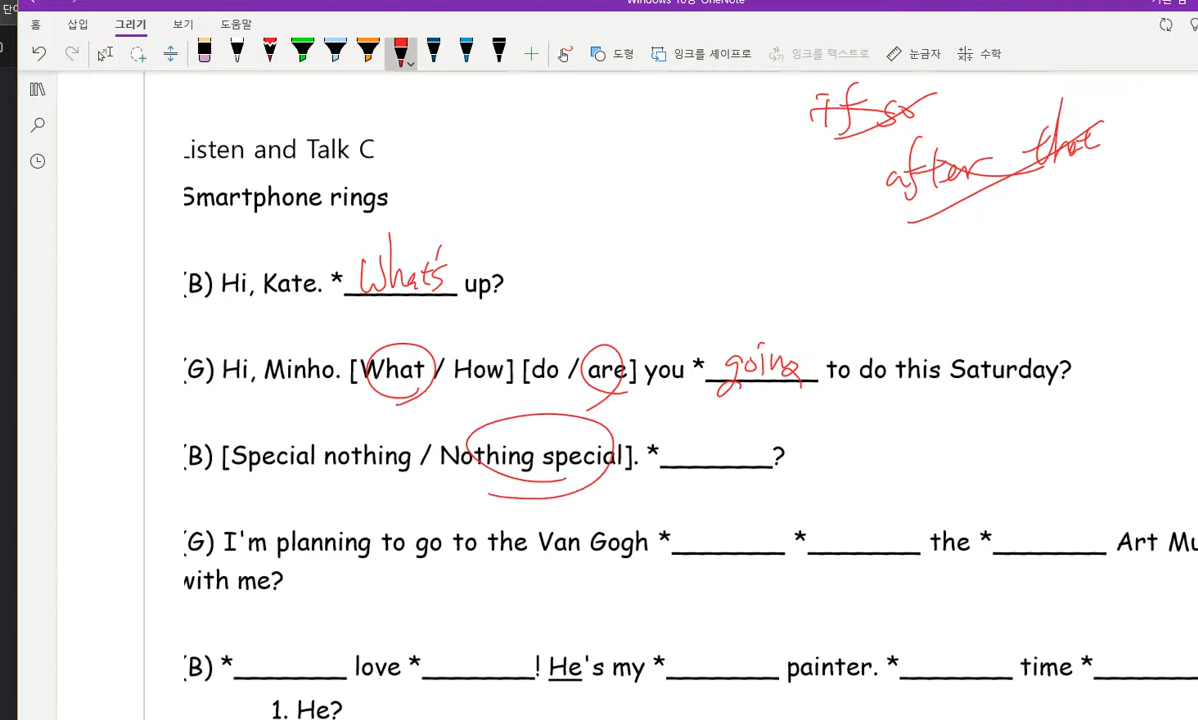 Windows 10용 OneNote
홈 삽입 그리기 보기 도움말
도형 잉크를 셰이프로 잉크를 텍스트로 눈금자 수학
if so
after that
Listen and Talk C
Smartphone rings
(B) Hi, Kate. *What's up?
(G) Hi, Minho. [What / How] [do / are] you *going to do this Saturday?
(B) [Special nothing / Nothing special]. *________?
(G) I'm planning to go to the Van Gogh *________ *________ the *________ Art Mu
with me?
(B) *________ love *________! He's my *________ painter. *________ time *________
1. He?